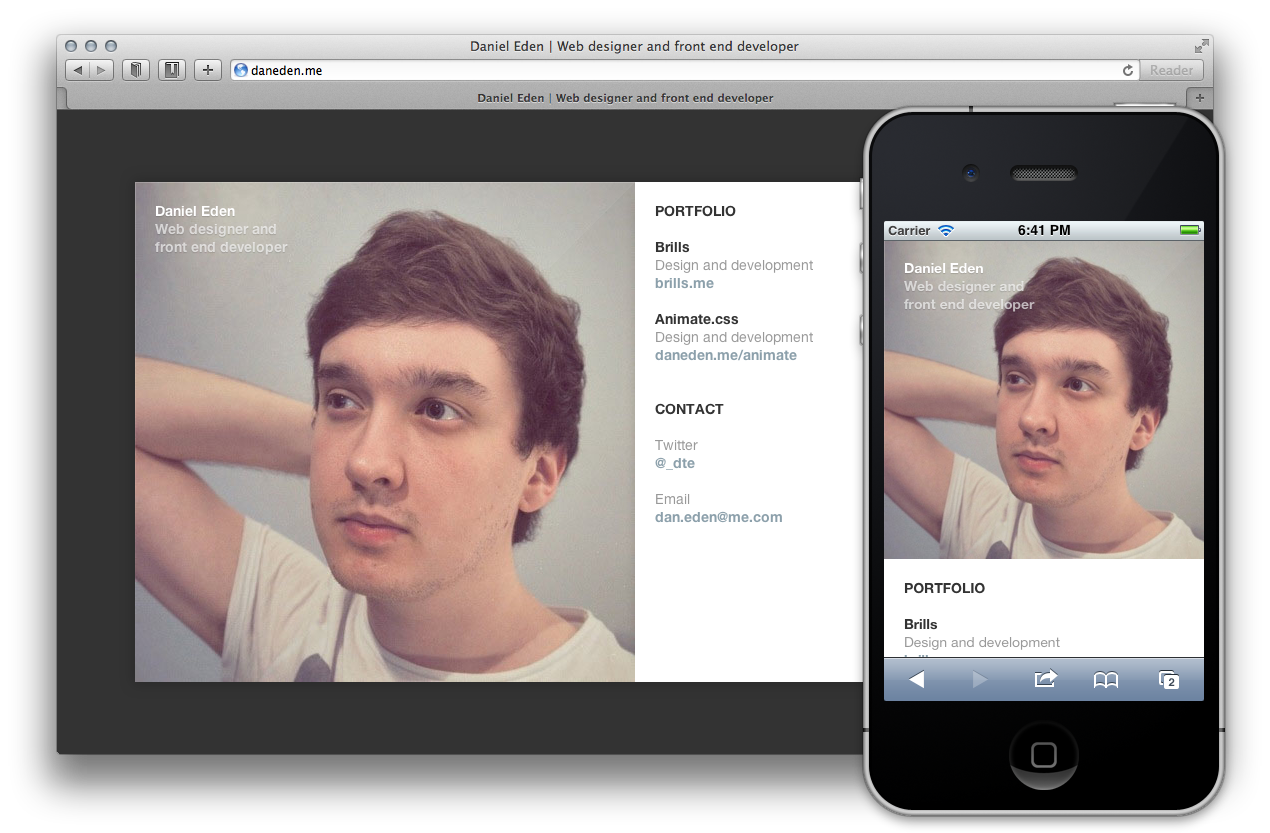 Daniel Eden | Web designer and front end developer
daneden.me
Reader
Daniel Eden | Web designer and front end developer
Daniel Eden
Web designer and
front end developer
PORTFOLIO
Brills
Design and development
brills.me
Animate.css
Design and development
daneden.me/animate
CONTACT
Twitter
@_dte
Email
dan.eden@me.com
Carrier
6:41 PM
Daniel Eden
Web designer and
front end developer
PORTFOLIO
Brills
Design and development
2